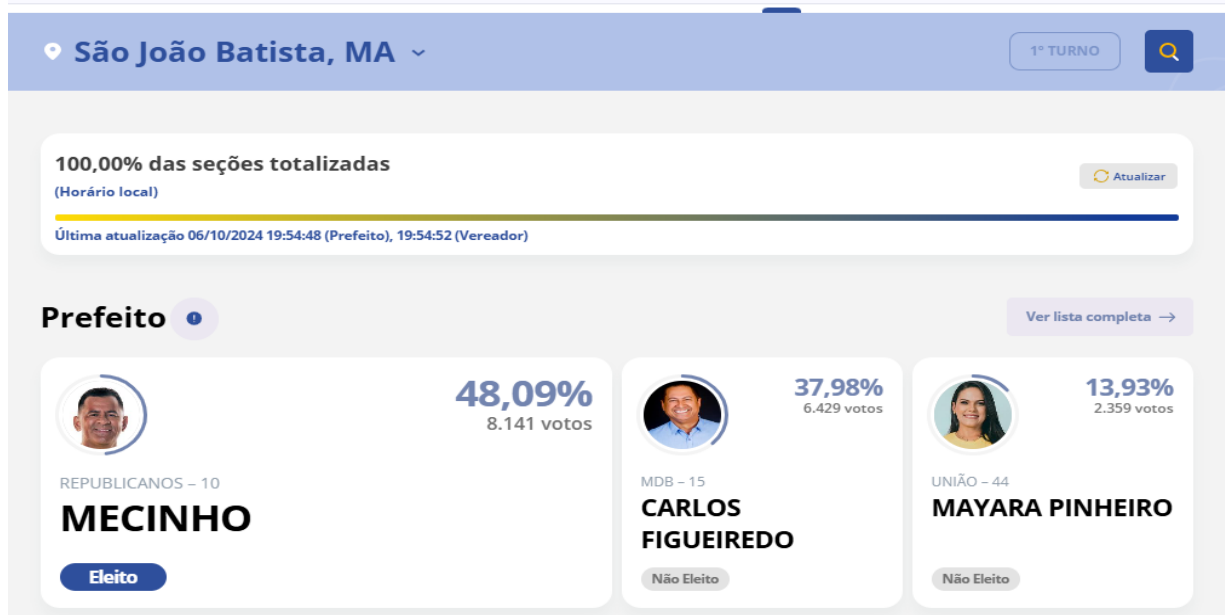 São João Batista, MA
1º TURNO
100,00% das seções totalizadas
(Horário local)
Atualizar
Última atualização 06/10/2024 19:54:48 (Prefeito), 19:54:52 (Vereador)
Prefeito
Ver lista completa →
48,09%
8.141 votos
REPUBLICANOS – 10
MECINHO
Eleito
37,98%
6.429 votos
MDB – 15
CARLOS
FIGUEIREDO
Não Eleito
13,93%
2.359 votos
UNIÃO – 44
MAYARA PINHEIRO
Não Eleito